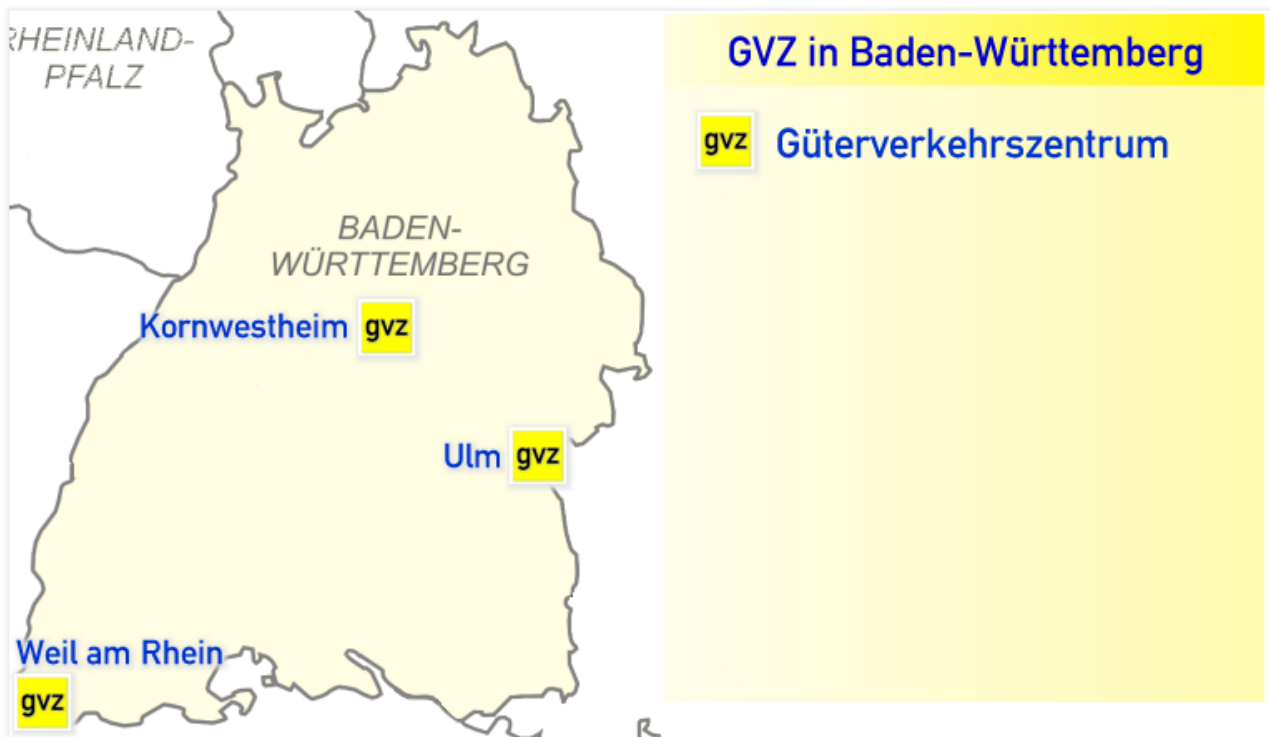 RHEINLAND-
PFALZ
BADEN-
WÜRTTEMBERG
Kornwestheim gvz
Ulm gvz
Weil am Rhein
gvz
GVZ in Baden-Württemberg
gvz Güterverkehrszentrum